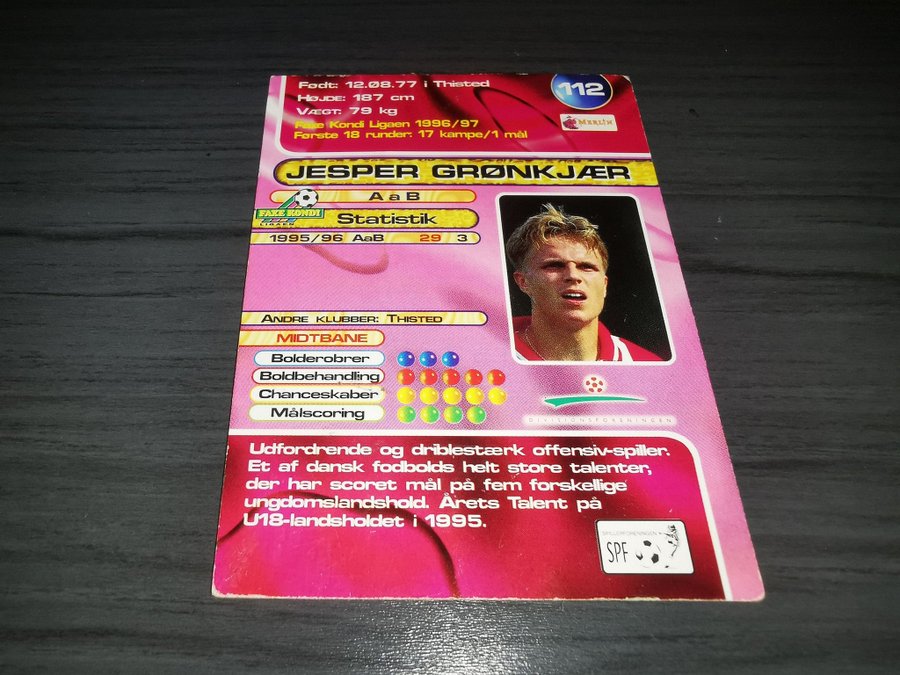 Født: 12.08.77 i Thisted
Højde: 187 cm
Vægt: 79 kg
Faxe Kondi Ligaen 1996/97
Første 18 runder: 17 kampe/1 mål
112
MERLIN
JESPER GRØNKJÆR
AaB
FAXE KONDI
LIGAEN
Statistik
1995/96 AaB 29 3
Andre klubber: Thisted
MIDTBANE
Bolderobrer
Boldbehandling
Chanceskaber
Målscoring
DIVISIONSFORENINGEN
Udfordrende og driblestærk offensiv-spiller.
Et af dansk fodbolds helt store talenter,
der har scoret mål på fem forskellige
ungdomslandshold. Årets Talent på
U18-landsholdet i 1995.
SPILLERFORENINGEN
SPF